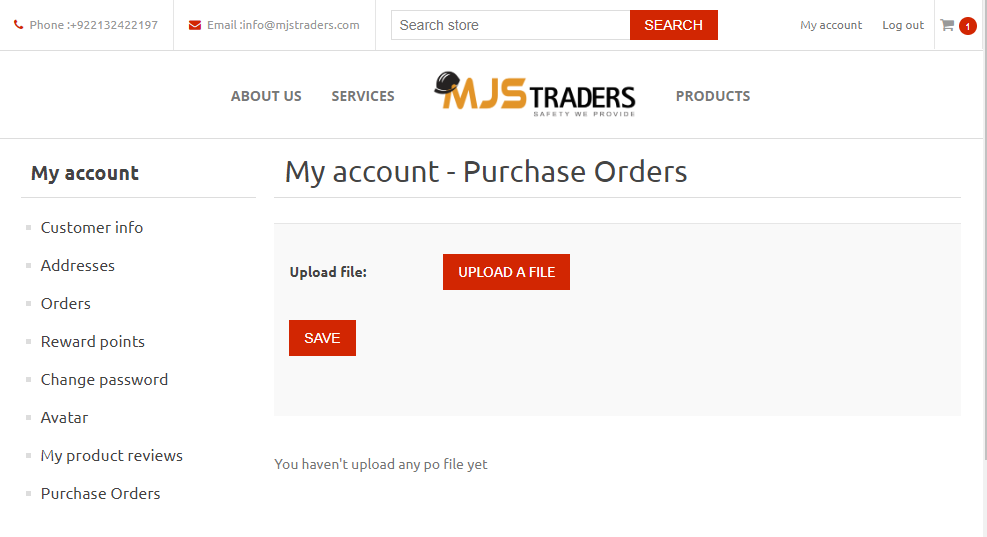 Phone :+922132422197
Email :info@mjstraders.com
Search store
SEARCH
My account
Log out
1
ABOUT US
SERVICES
MJS TRADERS
SAFETY WE PROVIDE
PRODUCTS
My account
Customer info
Addresses
Orders
Reward points
Change password
Avatar
My product reviews
Purchase Orders
My account - Purchase Orders
Upload file:
UPLOAD A FILE
SAVE
You haven't upload any po file yet